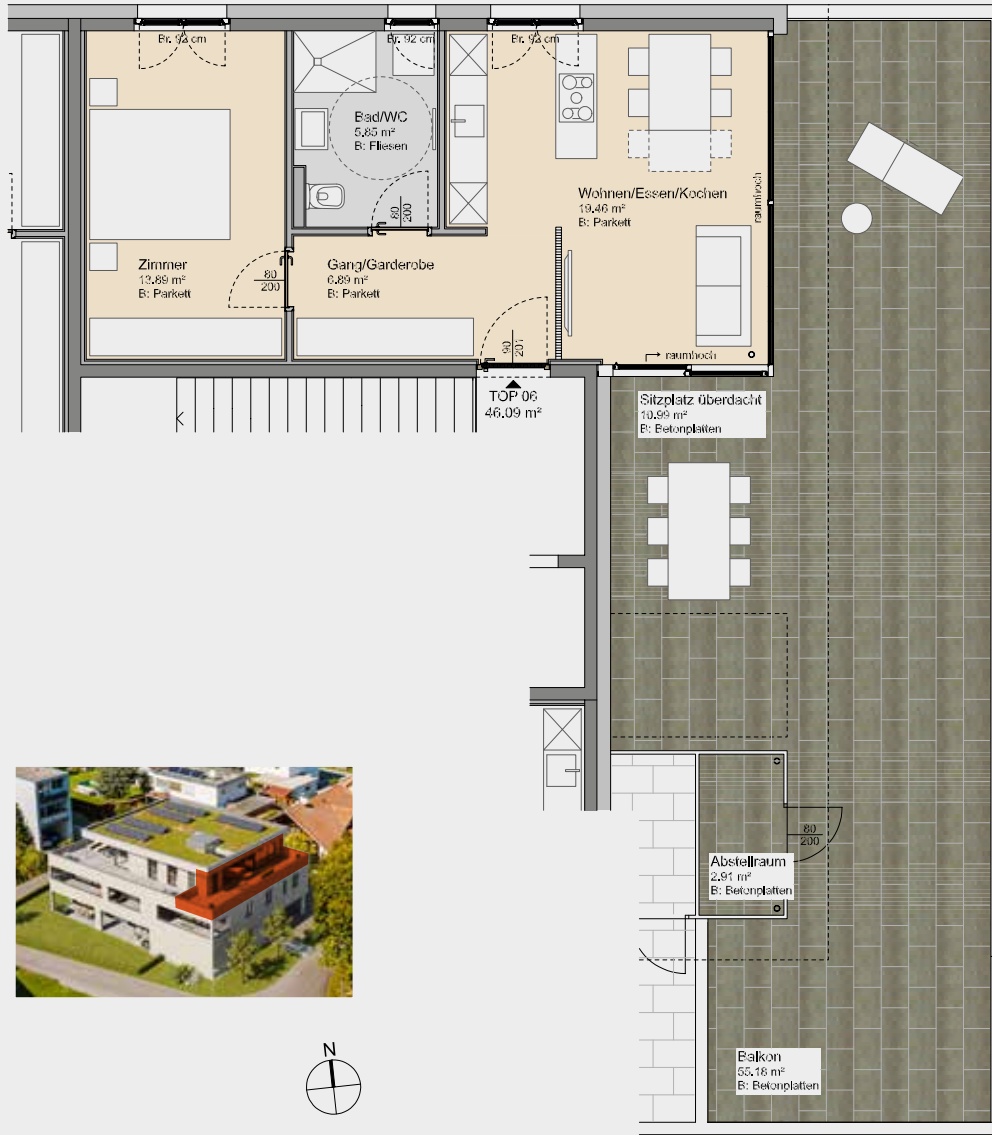 Br. 92 cm
Br. 92 cm
Br. 92 cm
Bad/WC
5.85 m²
B: Fliesen
80
200
Wohnen/Essen/Kochen
19.46 m²
B: Parkett
raumhoch
Zimmer
13.89 m²
B: Parkett
80
200
Gang/Garderobe
6.89 m²
B: Parkett
90
201
raumhoch
TOP 06
46.09 m²
Sitzplatz überdacht
10.99 m²
B: Betonplatten
80
200
Abstellraum
2.91 m²
B: Betonplatten
N
Balkon
55.18 m²
B: Betonplatten